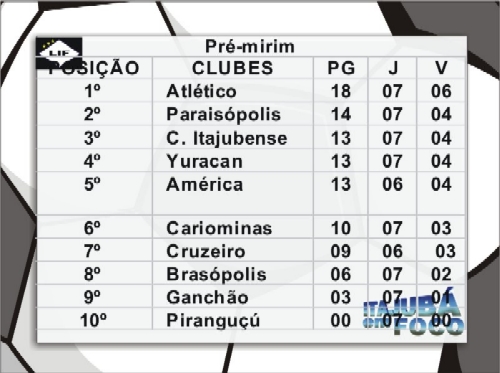 Pré-mirim
LIF
POSIÇÃO CLUBES PG J V
1º Atlético 18 07 06
2º Paraisópolis 14 07 04
3º C. Itajubense 13 07 04
4º Yuracan 13 07 04
5º América 13 06 04
6º Cariominas 10 07 03
7º Cruzeiro 09 06 03
8º Brasópolis 06 07 02
9º Ganchão 03 07 01
10º Piranguçú 00 07 00
ITAJUBÁ
em FOCO